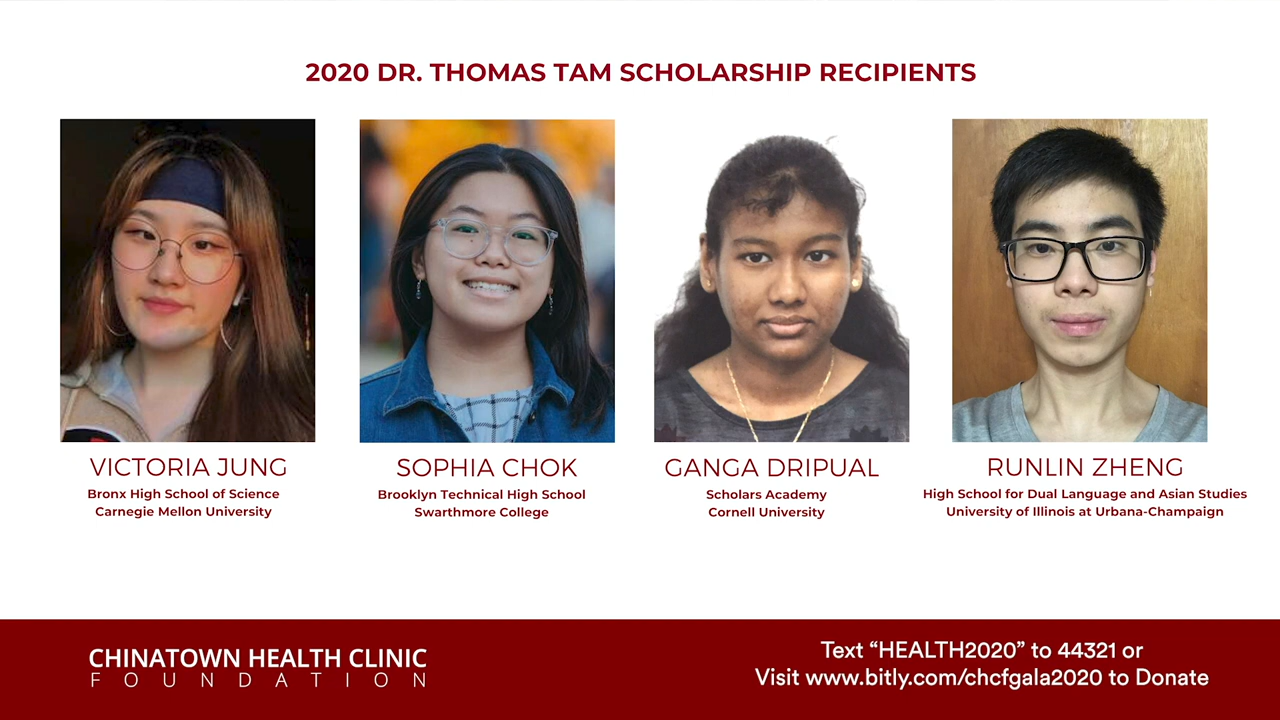 2020 DR. THOMAS TAM SCHOLARSHIP RECIPIENTS
VICTORIA JUNG
Bronx High School of Science
Carnegie Mellon University
SOPHIA CHOK
Brooklyn Technical High School
Swarthmore College
GANGA DRIPUAL
Scholars Academy
Cornell University
RUNLIN ZHENG
High School for Dual Language and Asian Studies
University of Illinois at Urbana-Champaign
CHINATOWN HEALTH CLINIC
FOUNDATION
Text “HEALTH2020” to 44321 or
Visit www.bitly.com/chcfgala2020 to Donate